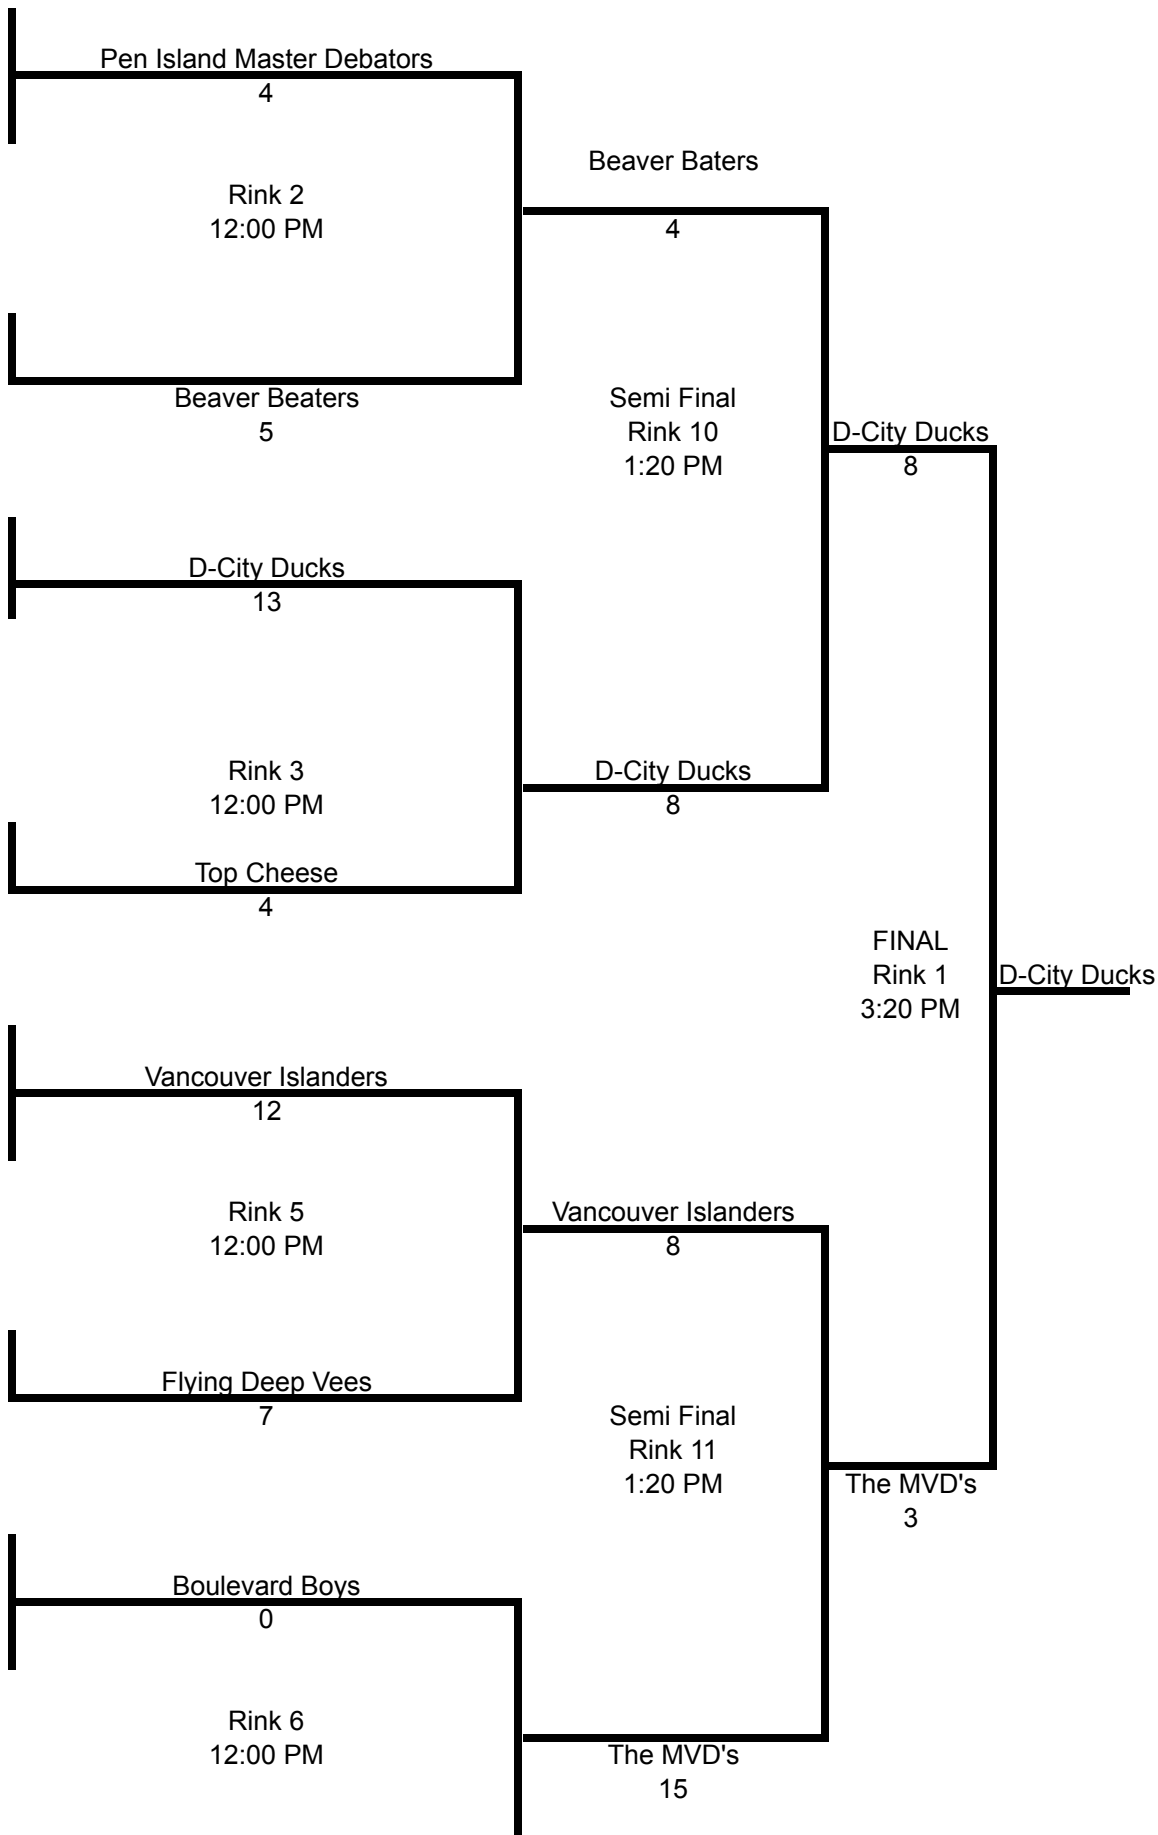 Pen Island Master Debators
4
Beaver Baters
Rink 2
12:00 PM
4
Beaver Beaters
5
Semi Final
Rink 10
1:20 PM
D-City Ducks
8
D-City Ducks
13
Rink 3
12:00 PM
D-City Ducks
8
Top Cheese
4
FINAL
Rink 1
3:20 PM
D-City Ducks
Vancouver Islanders
12
Rink 5
12:00 PM
Vancouver Islanders
8
Flying Deep Vees
7
Semi Final
Rink 11
1:20 PM
The MVD's
3
Boulevard Boys
0
Rink 6
12:00 PM
The MVD's
15